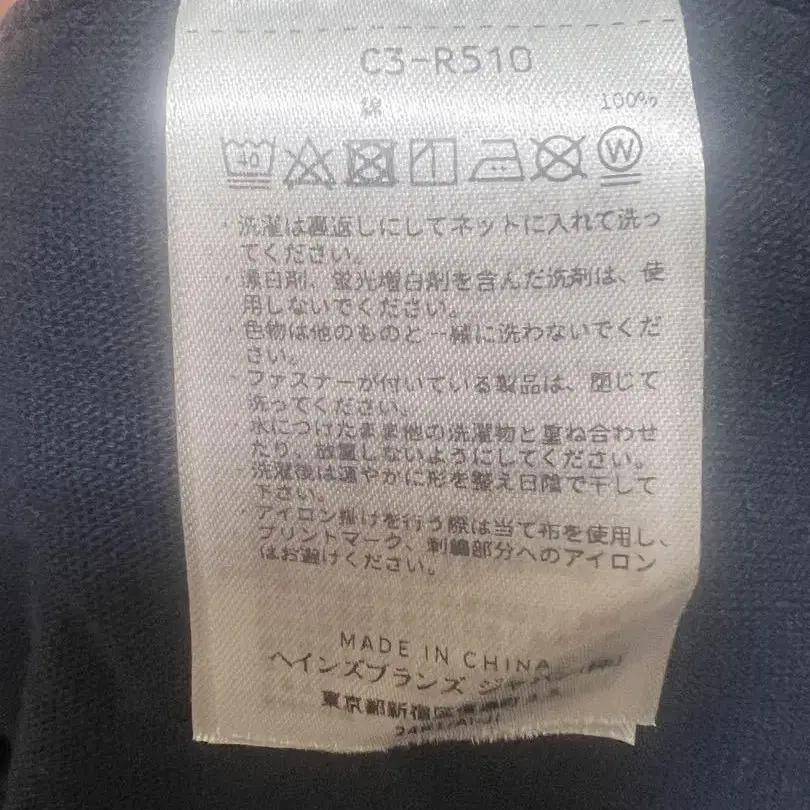 C3-R510
綿 100%
40
W
・洗濯は裏返しにしてネットに入れて洗っ
てください。
・漂白剤、蛍光増白剤を含んだ洗剤は、使
用しないでください。
・色物は他のものと一緒に洗わないでくだ
さい。
・ファスナーが付いている製品は、閉じて
洗ってください。
・水につけたまま他の洗濯物と重ね合わせ
たり、放置しないようにしてください。
・洗濯後は速やかに形を整え日陰で干して
下さい。
・アイロン掛けを行う際は当て布を使用し、
プリントマーク、刺繍部分へのアイロン
はお避けください。
MADE IN CHINA
ヘインズブランズ ジャパン(株)
東京都新宿区